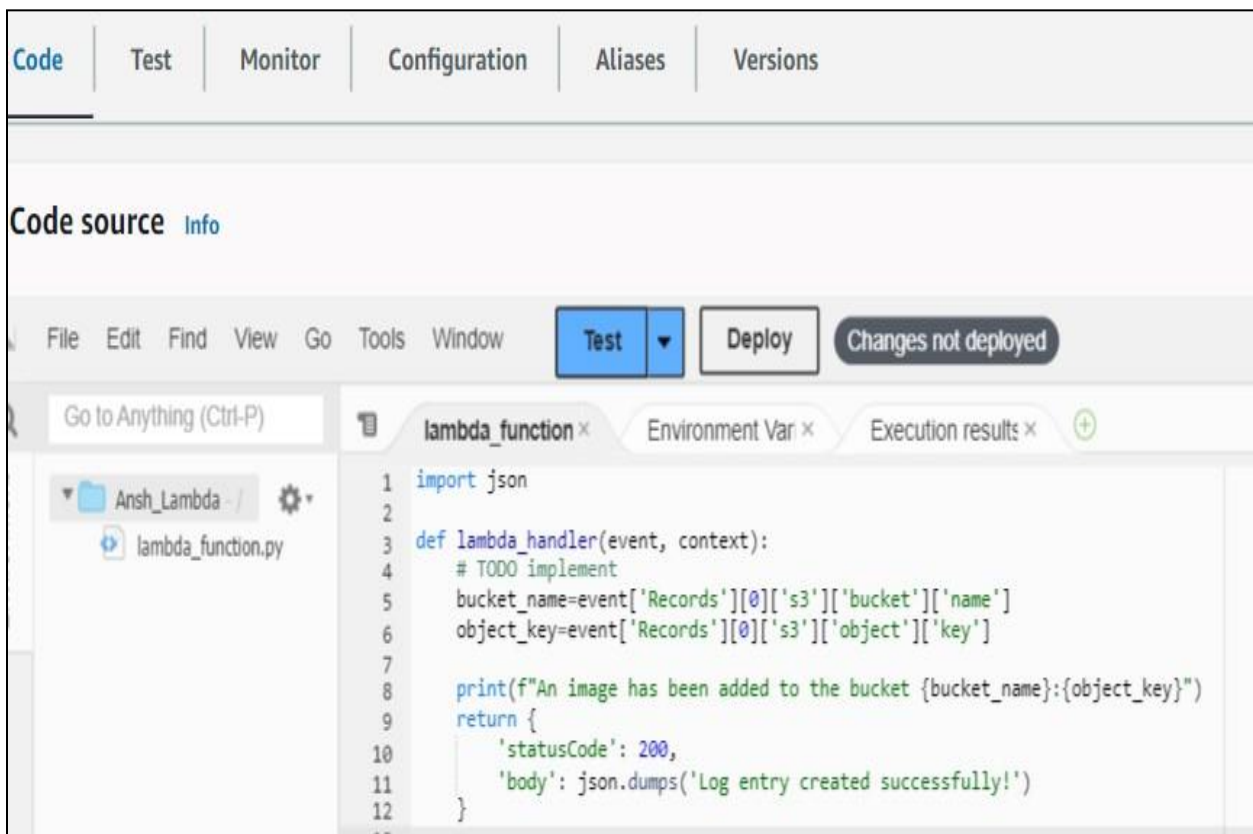 Code Test Monitor Configuration Aliases Versions
Code source Info
File Edit Find View Go Tools Window Test Deploy Changes not deployed
Go to Anything (Ctrl-P)
lambda_function × Environment Var × Execution results ×
Ansh_Lambda - /
lambda_function.py
1 import json
2
3 def lambda_handler(event, context):
4     # TODO implement
5     bucket_name=event['Records'][0]['s3']['bucket']['name']
6     object_key=event['Records'][0]['s3']['object']['key']
7
8     print(f"An image has been added to the bucket {bucket_name}:{object_key}")
9     return {
10         'statusCode': 200,
11         'body': json.dumps('Log entry created successfully!')
12     }